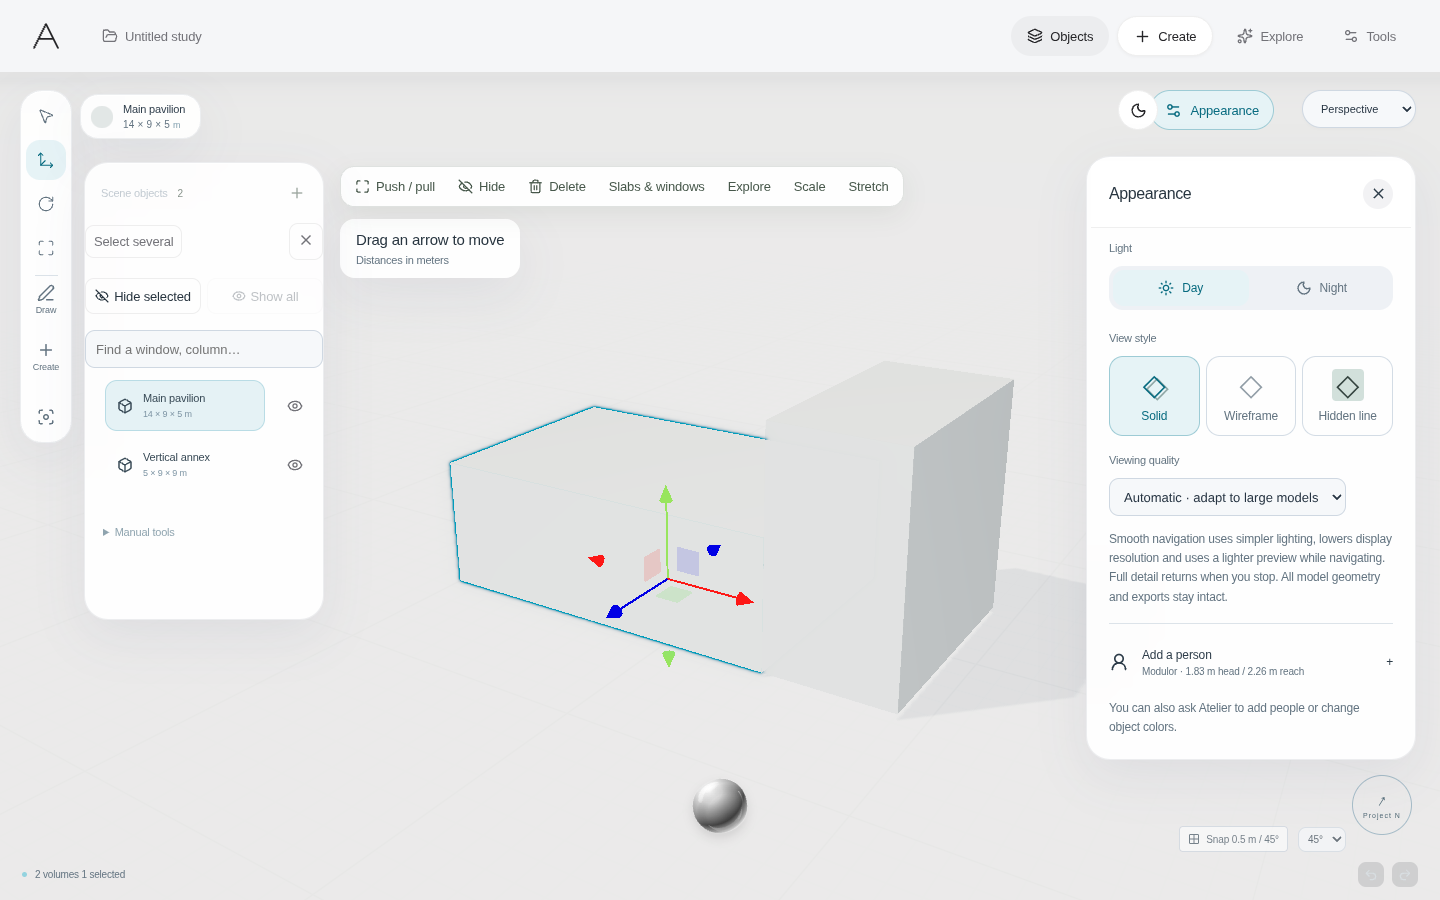 Untitled study
Objects
Create
Explore
Tools
Main pavilion
14 × 9 × 5 m
Appearance
Perspective
Scene objects 2
Select several
Hide selected
Show all
Find a window, column…
Main pavilion
14 × 9 × 5 m
Vertical annex
5 × 9 × 9 m
Manual tools
Draw
Create
Push / pull
Hide
Delete
Slabs & windows
Explore
Scale
Stretch
Drag an arrow to move
Distances in meters
Appearance
Light
Day
Night
View style
Solid
Wireframe
Hidden line
Viewing quality
Automatic · adapt to large models
Smooth navigation uses simpler lighting, lowers display
resolution and uses a lighter preview while navigating.
Full detail returns when you stop. All model geometry
and exports stay intact.
Add a person
Modulor · 1.83 m head / 2.26 m reach
+
You can also ask Atelier to add people or change
object colors.
Project N
Snap 0.5 m / 45°
45°
2 volumes 1 selected